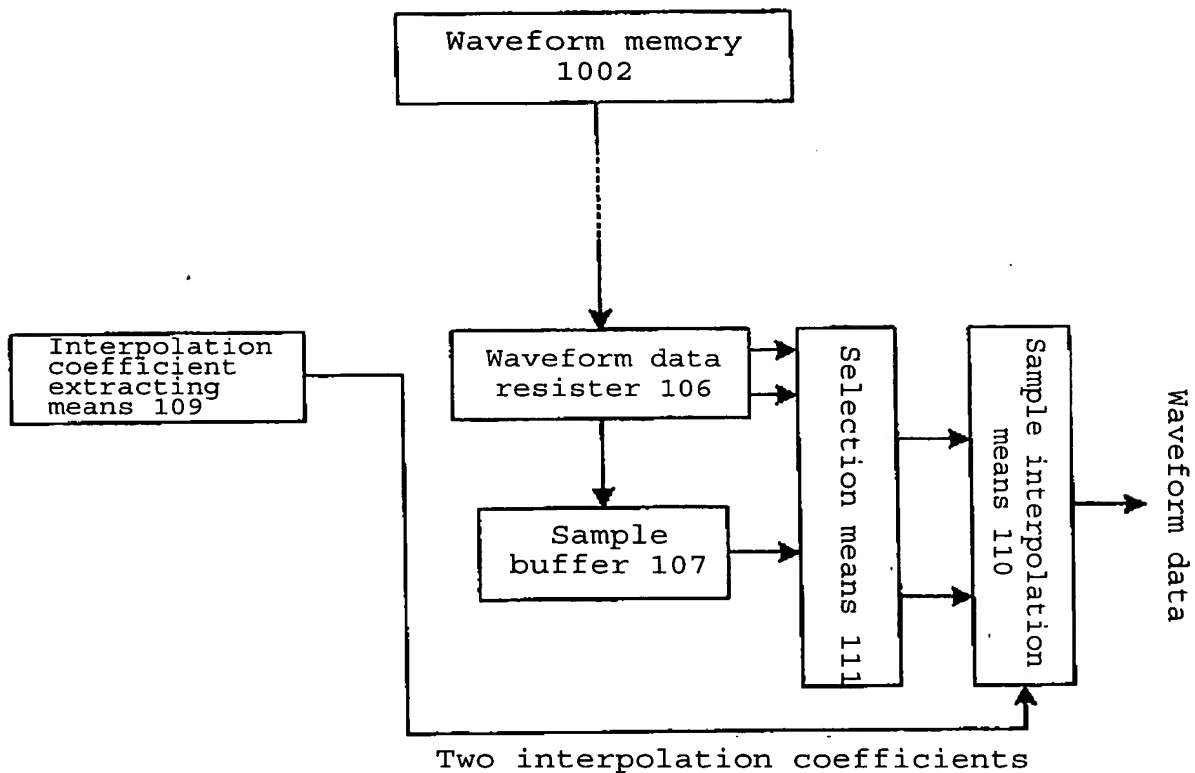 Waveform memory
1002
Interpolation
coefficient
extracting
means 109
Waveform data
resister 106
Sample
buffer 107
Selection means 111
Sample interpolation
means 110
Waveform data
Two interpolation coefficients